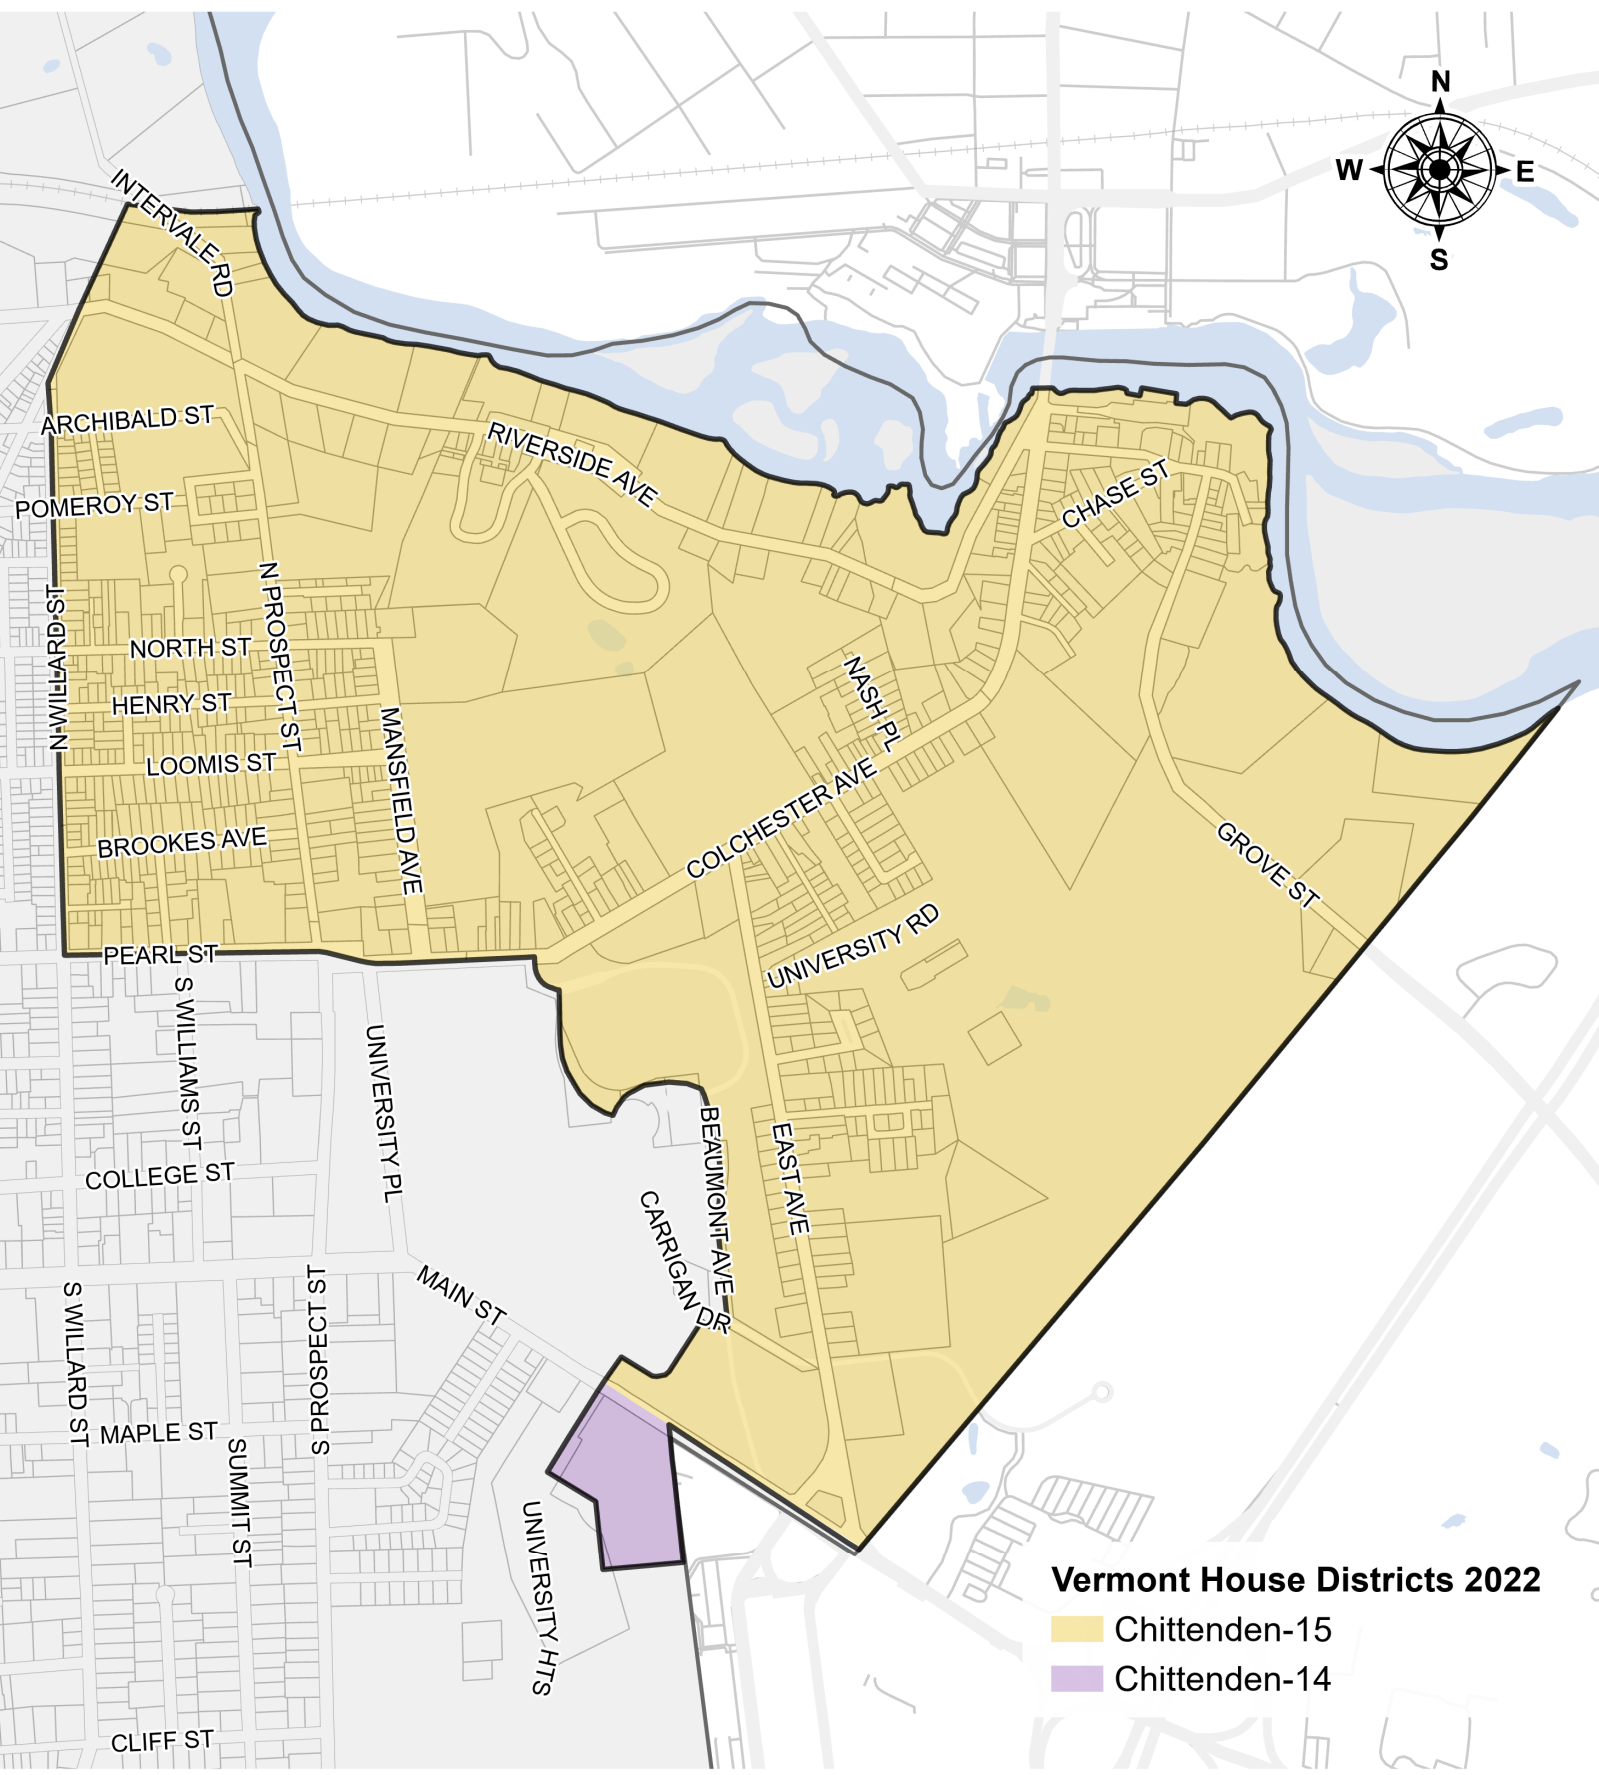 N
W
E
S
INTERVALE RD
ARCHIBALD ST
RIVERSIDE AVE
POMEROY ST
CHASE ST
N WILLARD ST
N PROSPECT ST
NORTH ST
HENRY ST
NASH PL
MANSFIELD AVE
LOOMIS ST
COLCHESTER AVE
BROOKES AVE
GROVE ST
UNIVERSITY RD
PEARL ST
S WILLIAMS ST
UNIVERSITY PL
BEAUMONT AVE
EAST AVE
COLLEGE ST
CARRIGAN DR
MAIN ST
S WILLARD ST
S PROSPECT ST
MAPLE ST
SUMMIT ST
UNIVERSITY HTS
CLIFF ST
Vermont House Districts 2022
Chittenden-15
Chittenden-14